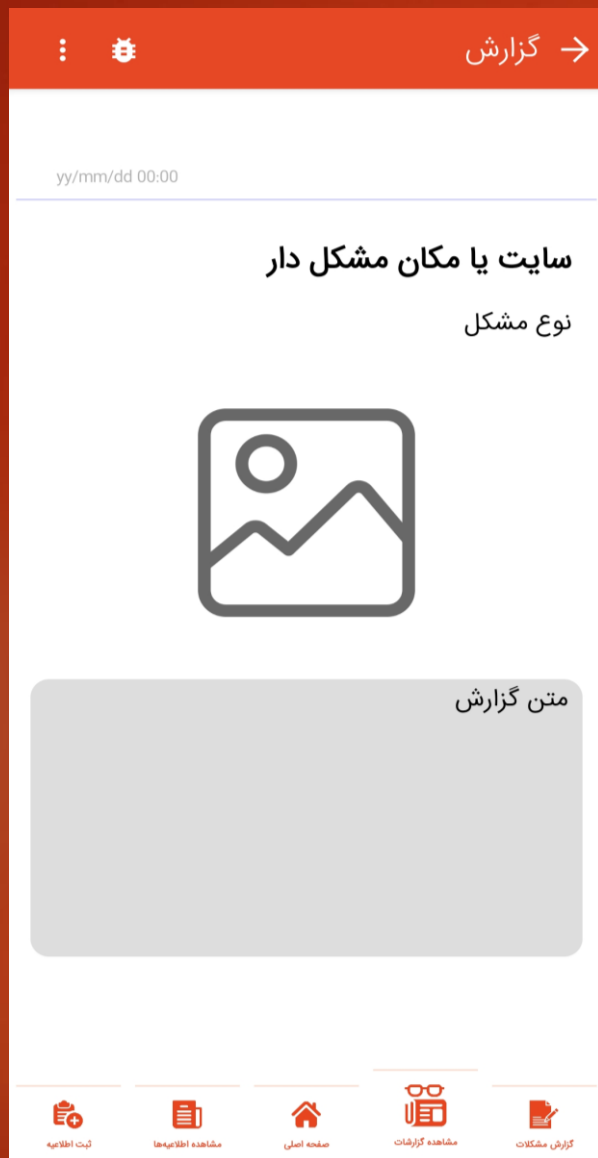 گزارش
yy/mm/dd 00:00
سایت یا مکان مشکل دار
نوع مشکل
متن گزارش
گزارش مشکلات
مشاهده گزارشات
صفحه اصلی
مشاهده اطلاعیه‌ها
ثبت اطلاعیه